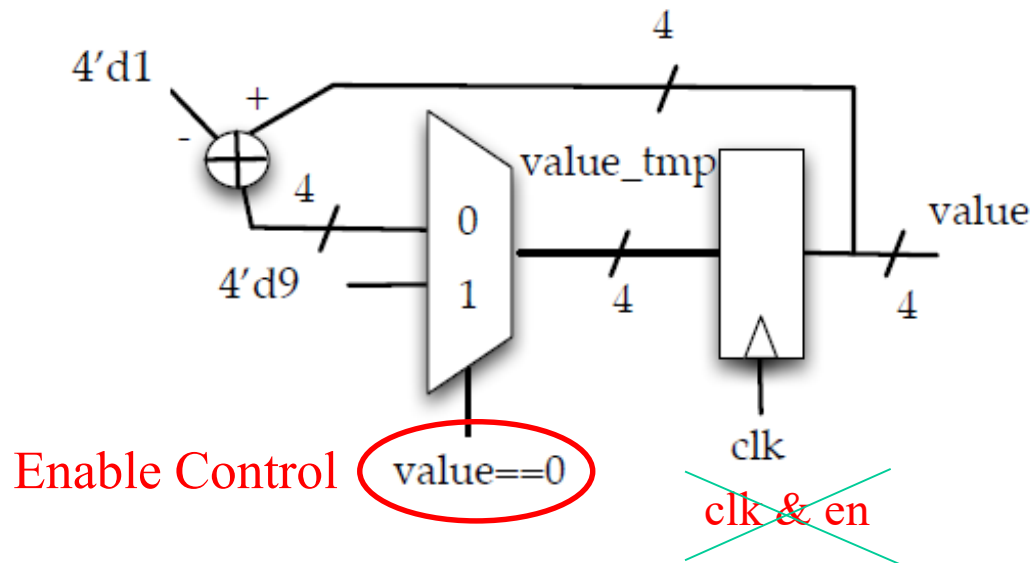 4
4'd1
+
-
4
value_tmp
0
value
4'd9
1
4
4
clk
Enable Control value==0
clk & en